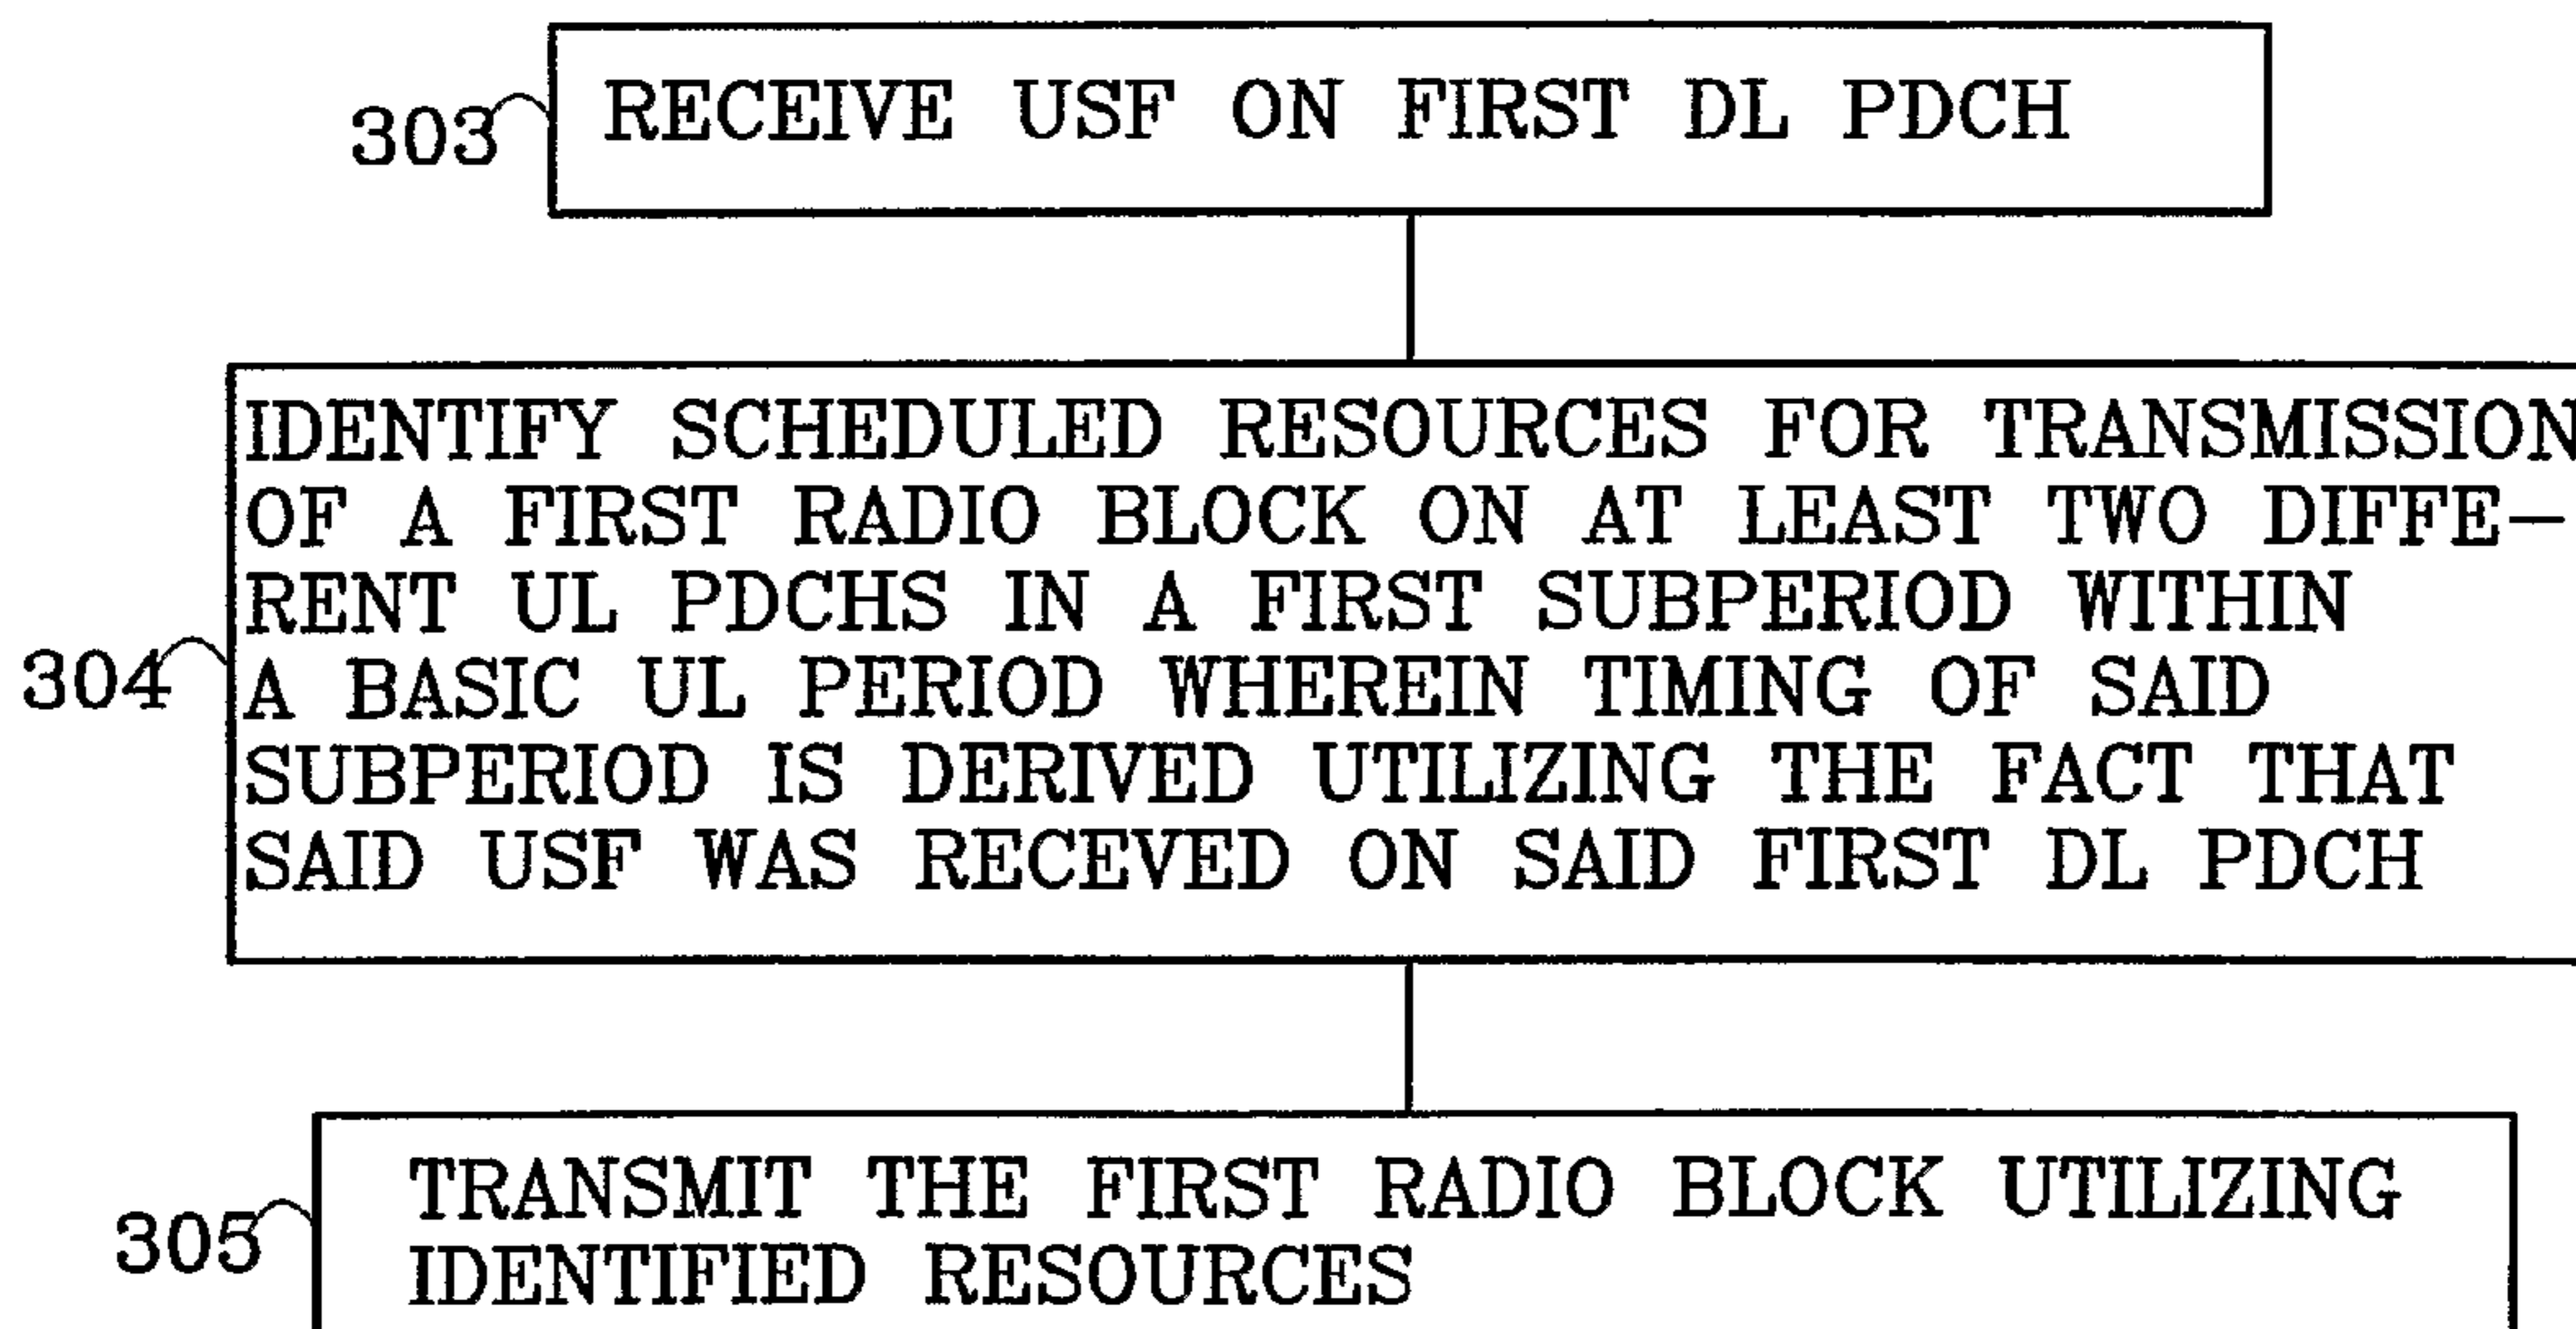 303
RECEIVE USF ON FIRST DL PDCH
304
IDENTIFY SCHEDULED RESOURCES FOR TRANSMISSION
OF A FIRST RADIO BLOCK ON AT LEAST TWO DIFFE-
RENT UL PDCHS IN A FIRST SUBPERIOD WITHIN
A BASIC UL PERIOD WHEREIN TIMING OF SAID
SUBPERIOD IS DERIVED UTILIZING THE FACT THAT
SAID USF WAS RECEVED ON SAID FIRST DL PDCH
305
TRANSMIT THE FIRST RADIO BLOCK UTILIZING
IDENTIFIED RESOURCES